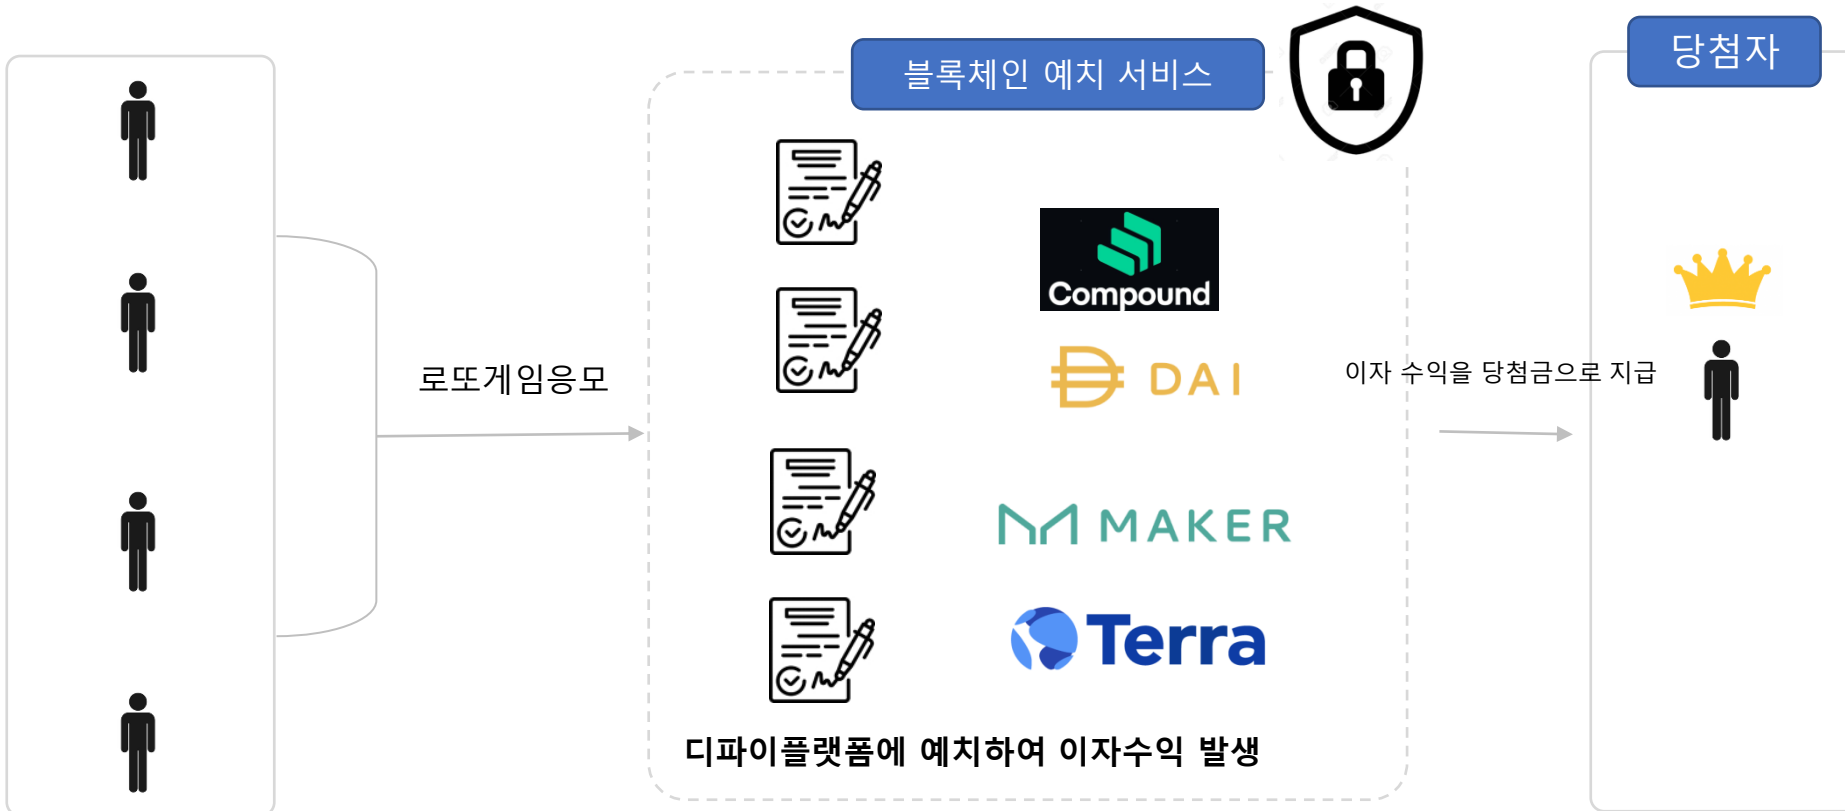 블록체인 예치 서비스
당첨자
로또게임응모
Compound
DAI
MAKER
Terra
디파이플랫폼에 예치하여 이자수익 발생
이자 수익을 당첨금으로 지급